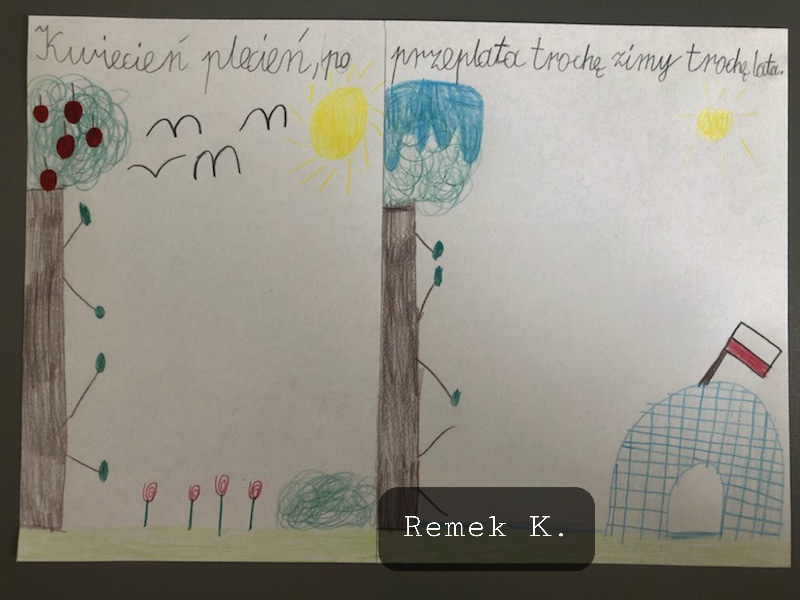 Kwiecień plecień, bo przeplata trochę zimy trochę lata.
Remek K.